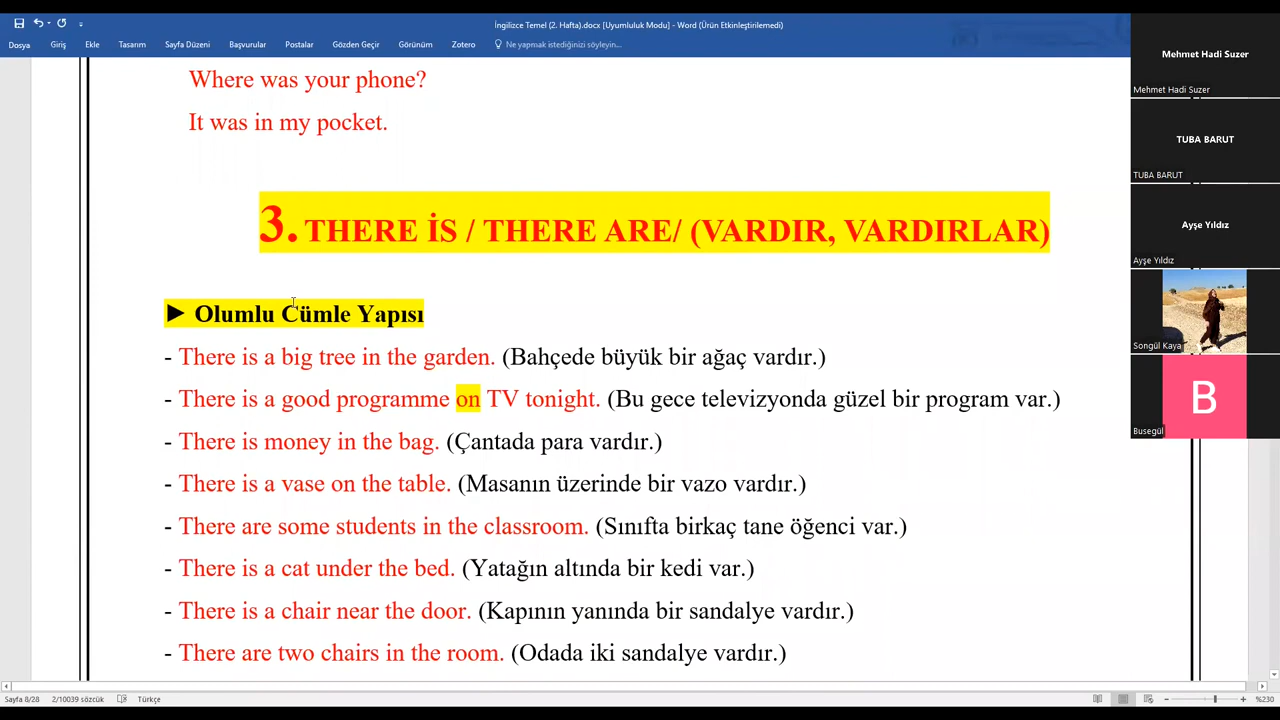 İngilizce Temel (2. Hafta).docx [Uyumluluk Modu] - Word (Ürün Etkinleştirilemedi)
Dosya Giriş Ekle Tasarım Sayfa Düzeni Başvurular Postalar Gözden Geçir Görünüm Zotero Ne yapmak istediğinizi söyleyin...
Where was your phone?
It was in my pocket.
3. THERE İS / THERE ARE/ (VARDIR, VARDIRLAR)
► Olumlu Cümle Yapısı
- There is a big tree in the garden. (Bahçede büyük bir ağaç vardır.)
- There is a good programme on TV tonight. (Bu gece televizyonda güzel bir program var.)
- There is money in the bag. (Çantada para vardır.)
- There is a vase on the table. (Masanın üzerinde bir vazo vardır.)
- There are some students in the classroom. (Sınıfta birkaç tane öğenci var.)
- There is a cat under the bed. (Yatağın altında bir kedi var.)
- There is a chair near the door. (Kapının yanında bir sandalye vardır.)
- There are two chairs in the room. (Odada iki sandalye vardır.)
Sayfa 8/28 2/10039 sözcük Türkçe %230
Mehmet Hadi Suzer
Mehmet Hadi Suzer
TUBA BARUT
TUBA BARUT
Ayşe Yıldız
Ayşe Yıldız
Songül Kaya
B
Busegül